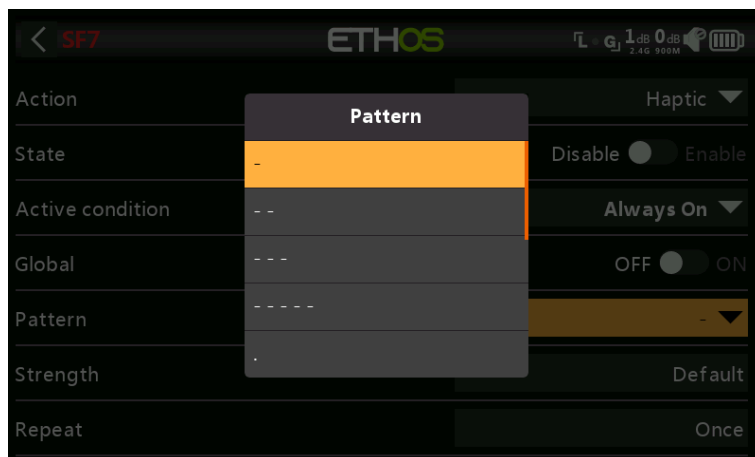 SF7
ETHOS
L G 1dB 0dB
2.4G 900M
Action
Haptic
Pattern
State
Disable Enable
-
Active condition
Always On
- -
Global
OFF ON
- - -
Pattern
-
- - - - -
Strength
Default
.
Repeat
Once